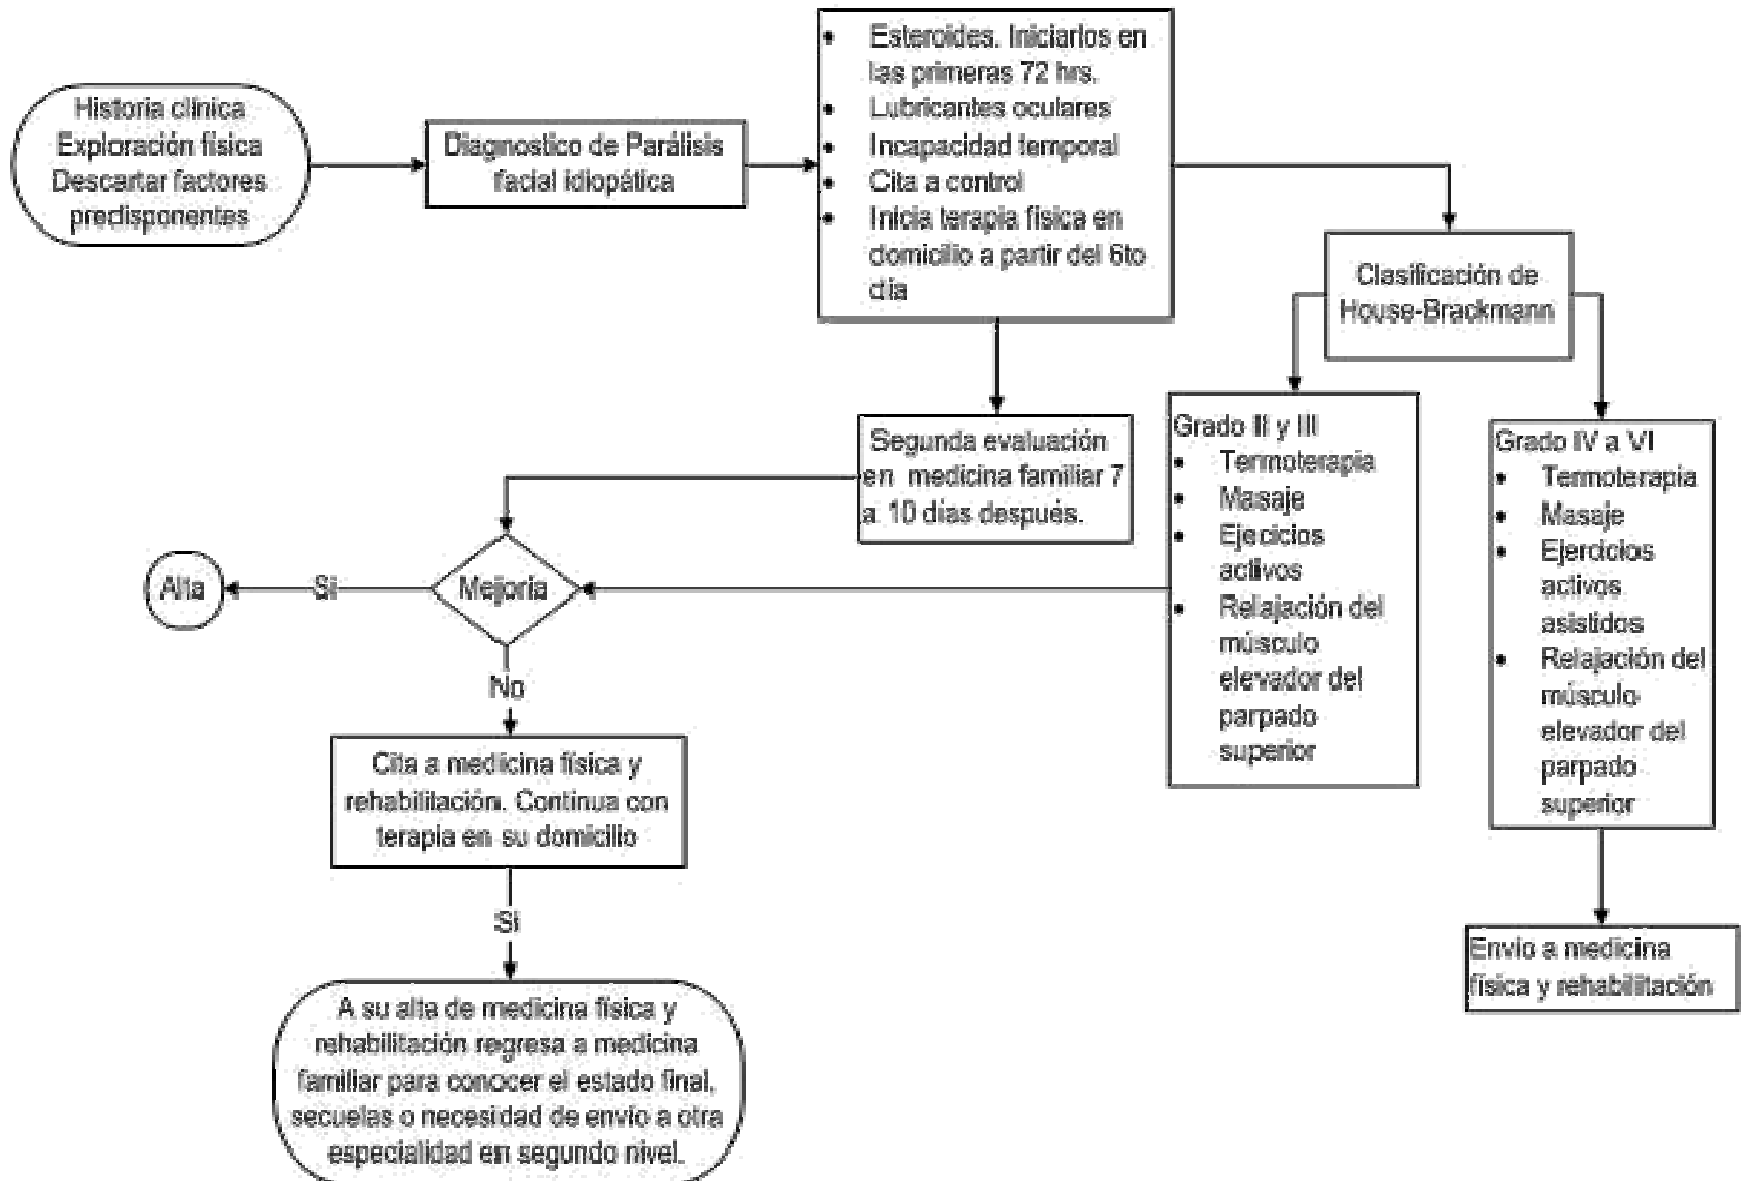 Historia clínica
Exploración física
Descartar factores
predisponentes
Diagnostico de Parálisis
facial idiopática
• Esteroides. Iniciarlos en
las primeras 72 hrs.
• Lubricantes oculares
• Incapacidad temporal
• Cita a control
• Inicia terapia física en
domicilio a partir del 6to
día
Clasificación de
House-Brackmann
Segunda evaluación
en medicina familiar 7
a 10 días después.
Grado II y III
• Termoterapia
• Masaje
• Ejecicios
activos
• Relajación del
músculo
elevador del
parpado
superior
Grado IV a VI
• Termoterapia
• Masaje
• Ejercicios
activos
asistidos
• Relajación del
músculo
elevador del
parpado
superior
Alta
Si
Mejoría
No
Cita a medicina física y
rehabilitación. Continua con
terapia en su domicilio
Si
Envío a medicina
física y rehabilitación
A su alta de medicina física y
rehabilitación regresa a medicina
familiar para conocer el estado final,
secuelas o necesidad de envío a otra
especialidad en segundo nivel.